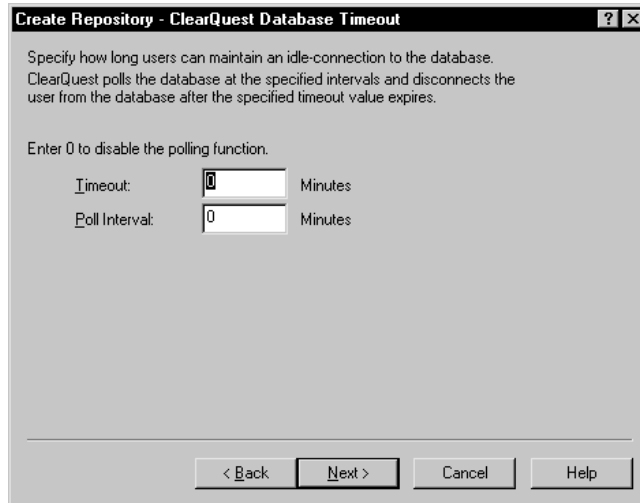 Create Repository - ClearQuest Database Timeout
Specify how long users can maintain an idle-connection to the database.
ClearQuest polls the database at the specified intervals and disconnects the
user from the database after the specified timeout value expires.
Enter 0 to disable the polling function.
Timeout: 0 Minutes
Poll Interval: 0 Minutes
< Back Next > Cancel Help